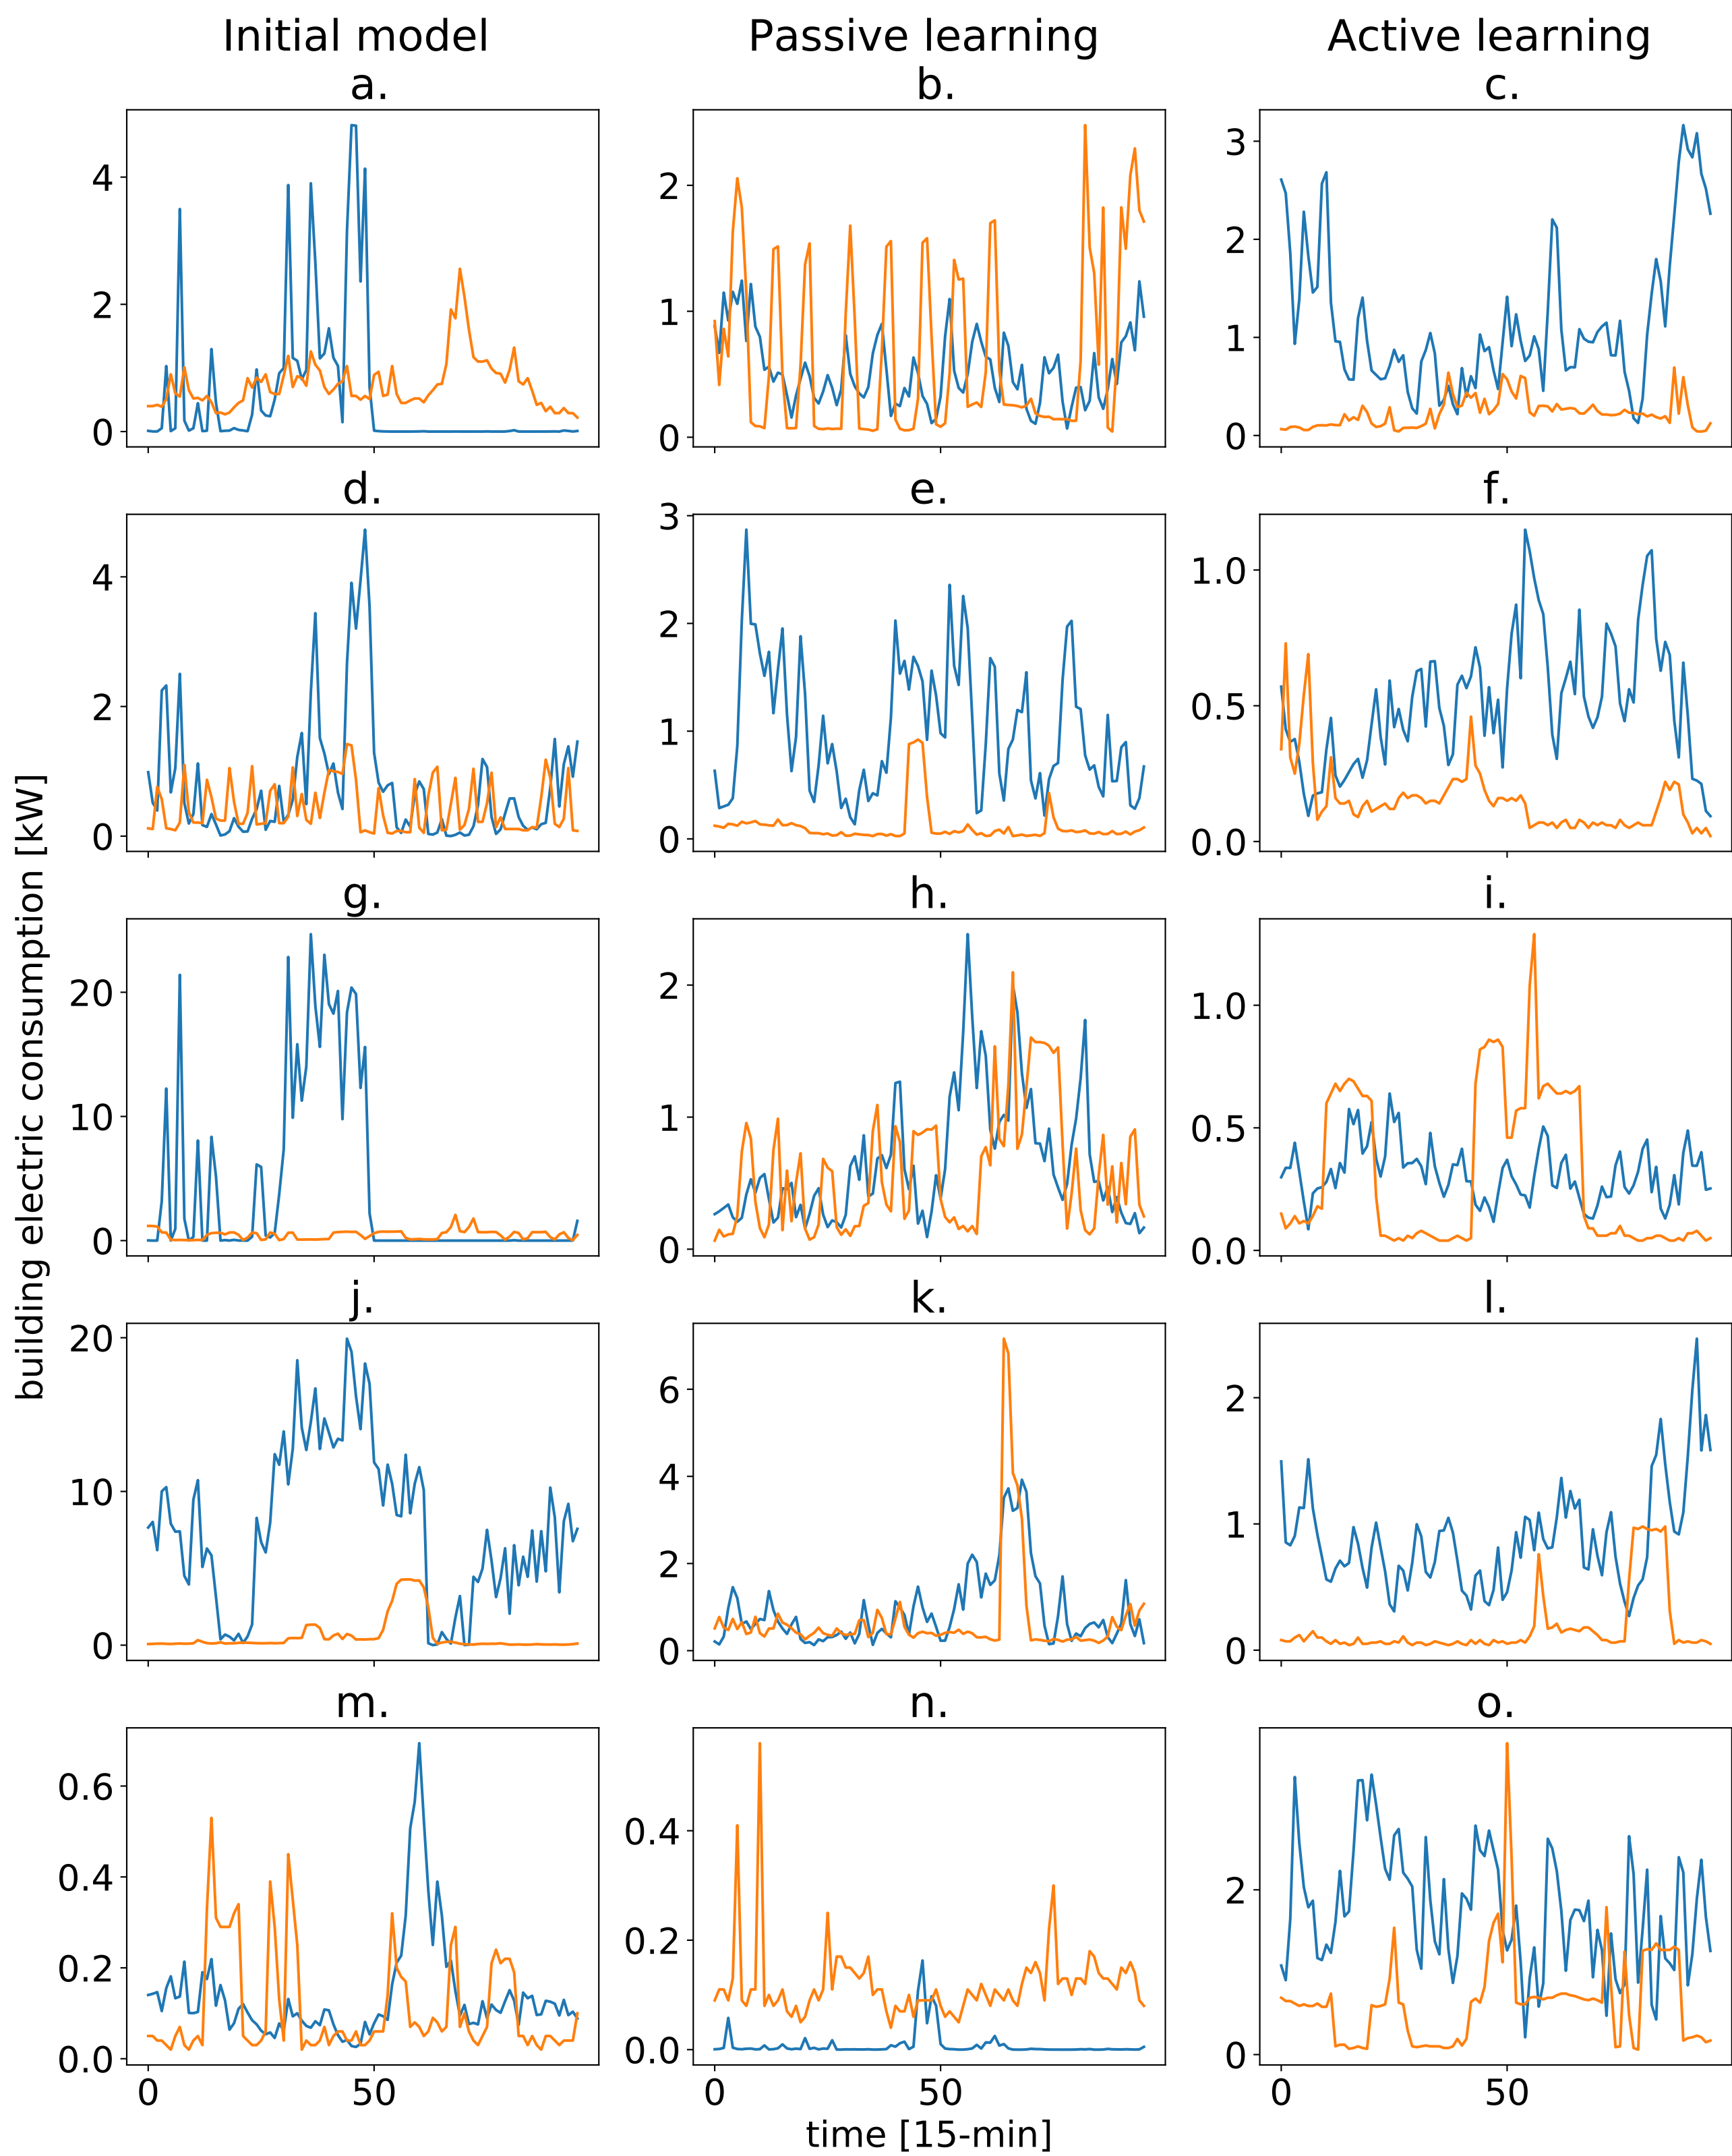 Initial model
Passive learning
Active learning
a.
b.
c.
4
2
0
2
1
0
3
2
1
0
d.
e.
f.
4
2
0
3
2
1
0
1.0
0.5
0.0
g.
h.
i.
20
10
0
2
1
0
1.0
0.5
0.0
j.
k.
l.
20
10
0
6
4
2
0
2
1
0
m.
n.
o.
0.6
0.4
0.2
0.0
0.4
0.2
0.0
2
0
0
50
0
50
0
50
building electric consumption [kW]
time [15-min]